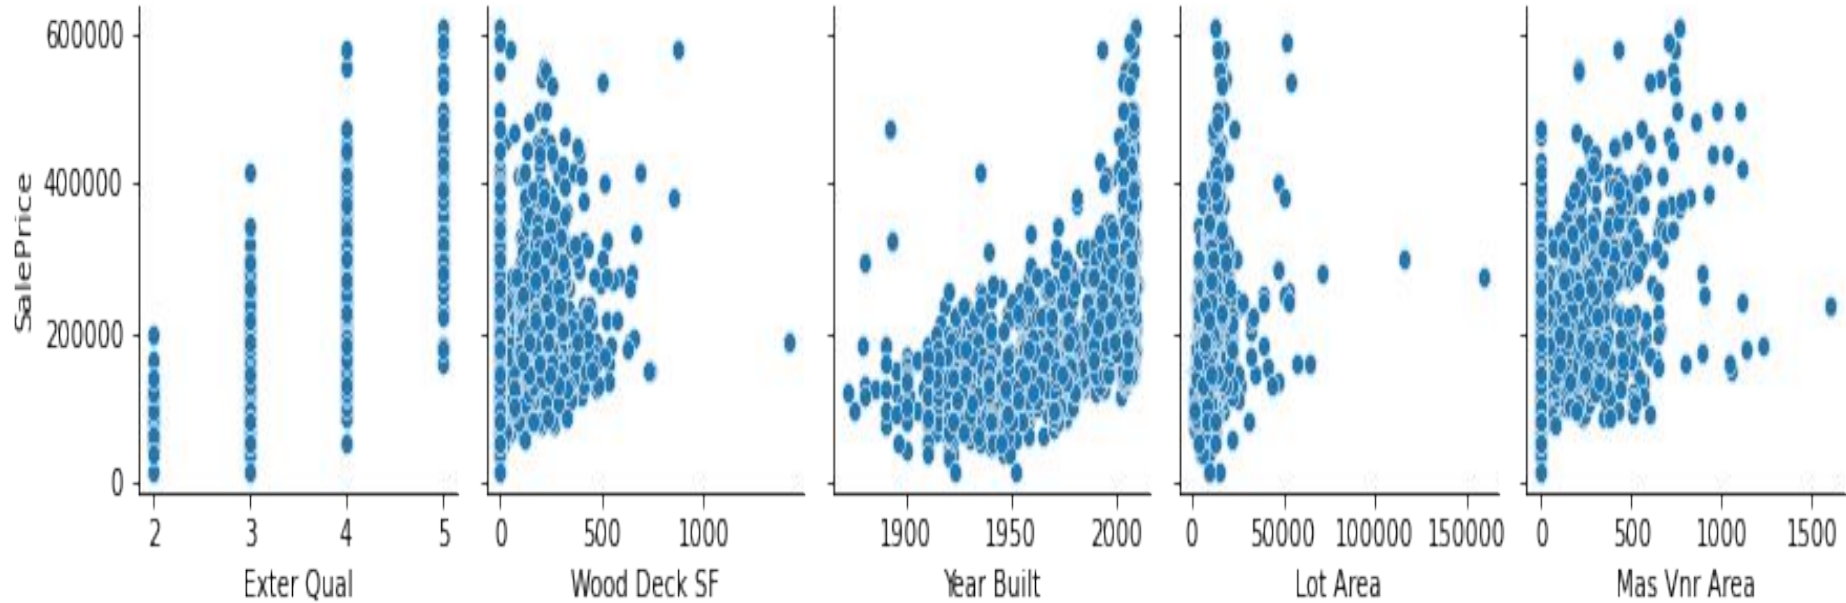 SalePrice
600000
400000
200000
0
2 3 4 5
Exter Qual
0 500 1000
Wood Deck SF
1900 1950 2000
Year Built
0 50000 100000 150000
Lot Area
0 500 1000 1500
Mas Vnr Area